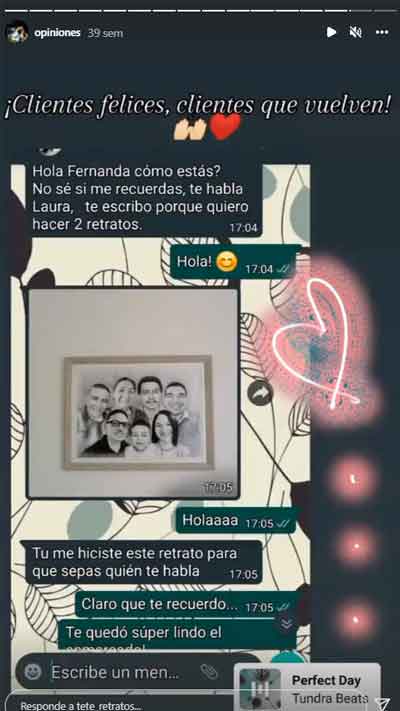 opiniones 39 sem
¡Clientes felices, clientes que vuelven!
Hola Fernanda cómo estás?
No sé si me recuerdas, te habla
Laura, te escribo porque quiero
hacer 2 retratos.
17:04
Hola! 😊 17:04
17:05
Holaaaa 17:05
Tu me hiciste este retrato para
que sepas quién te habla 17:05
Claro que te recuerdo... 17:05
Te quedó súper lindo el
Escribe un men...
Perfect Day
Tundra Beats
Responde a tete_retratos...